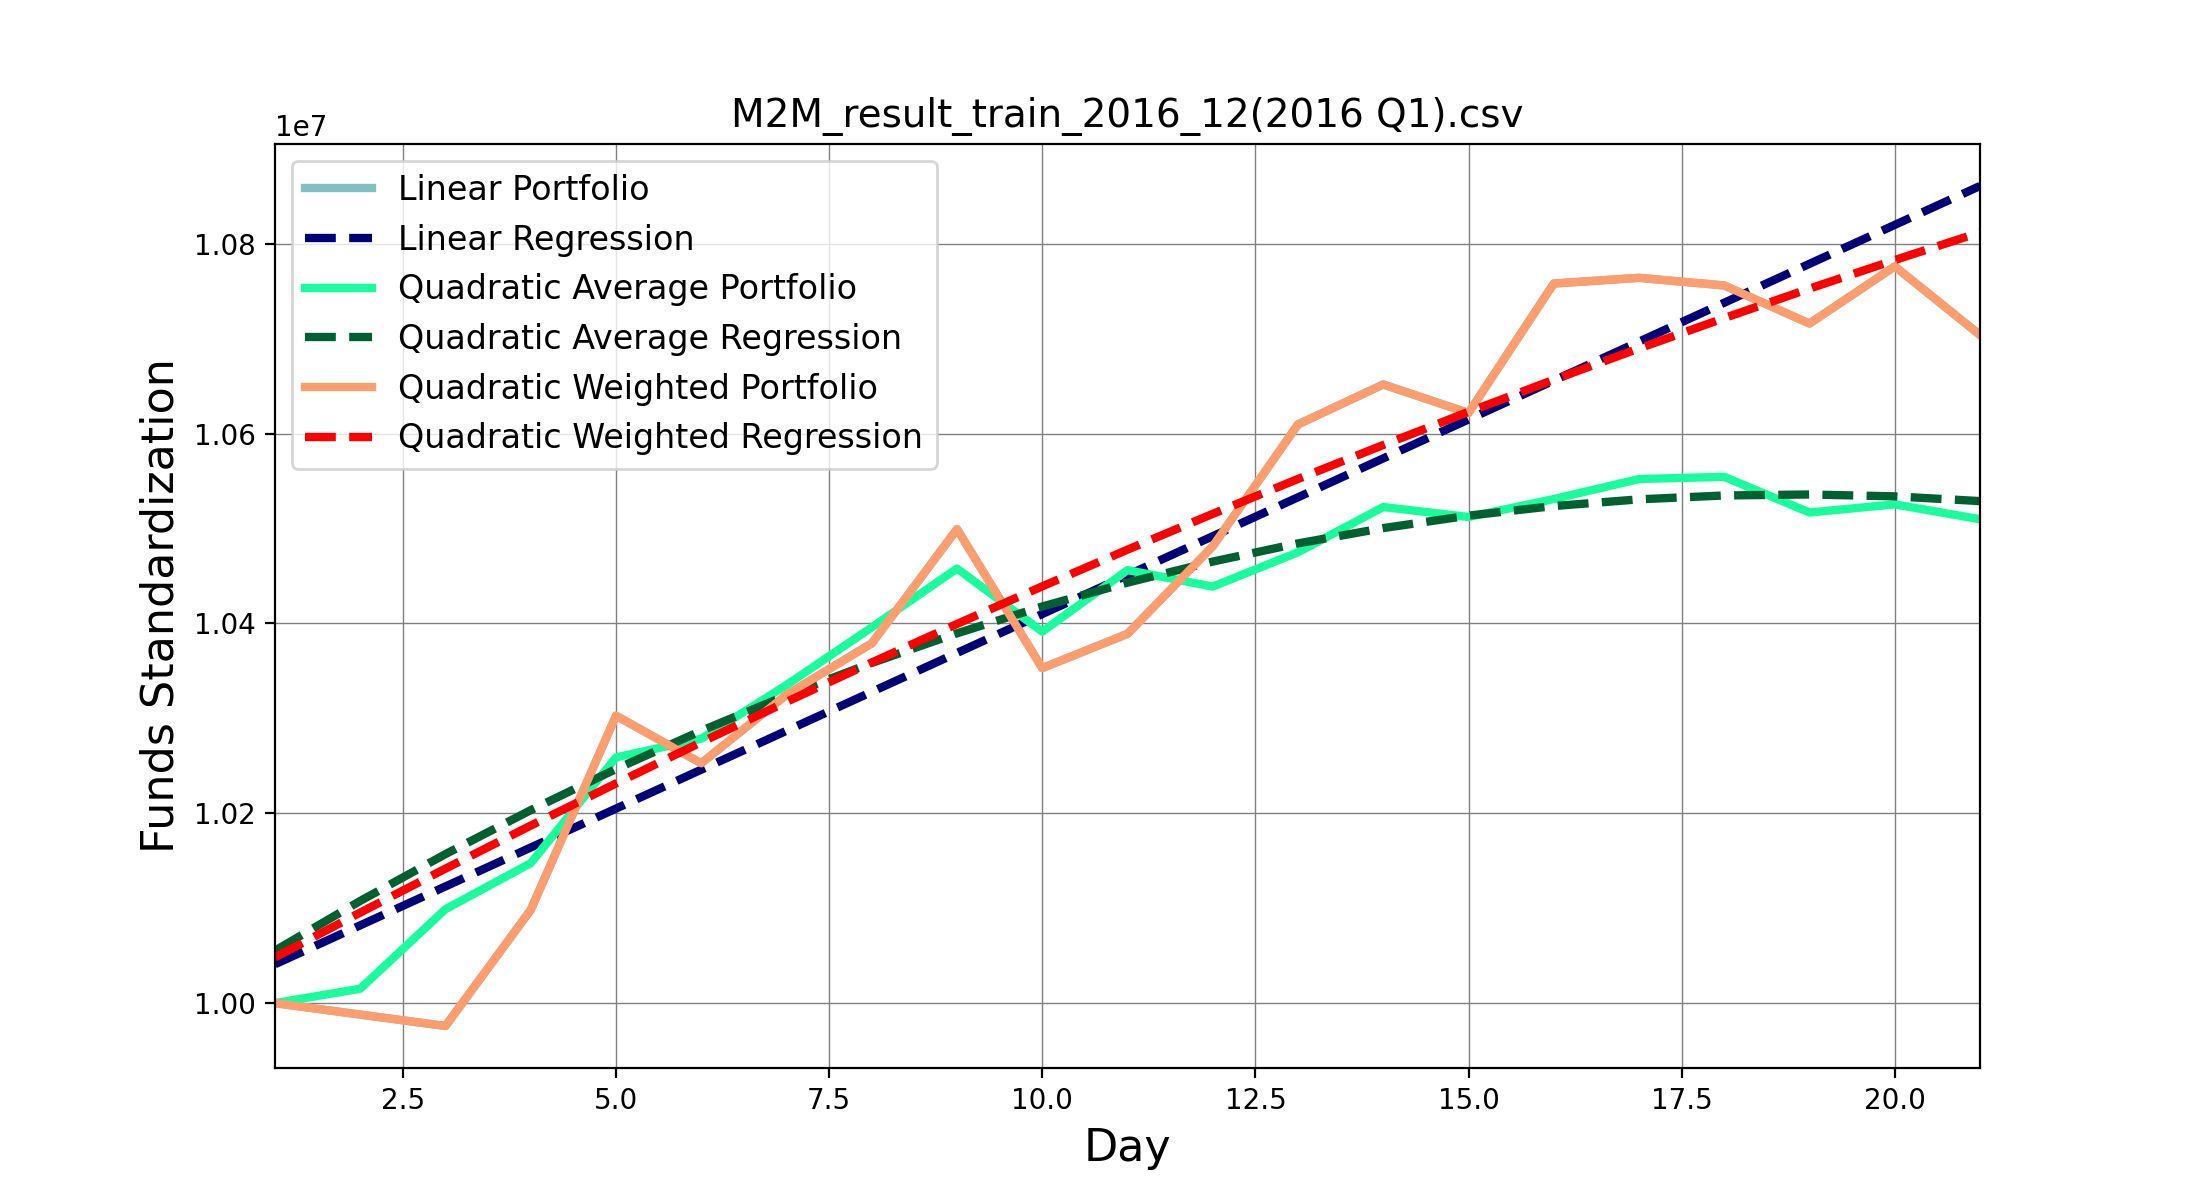 M2M_result_train_2016_12(2016 Q1).csv
1e7
Linear Portfolio
Linear Regression
Quadratic Average Portfolio
Quadratic Average Regression
Quadratic Weighted Portfolio
Quadratic Weighted Regression
1.08
1.06
1.04
1.02
1.00
Funds Standardization
2.5 5.0 7.5 10.0 12.5 15.0 17.5 20.0
Day